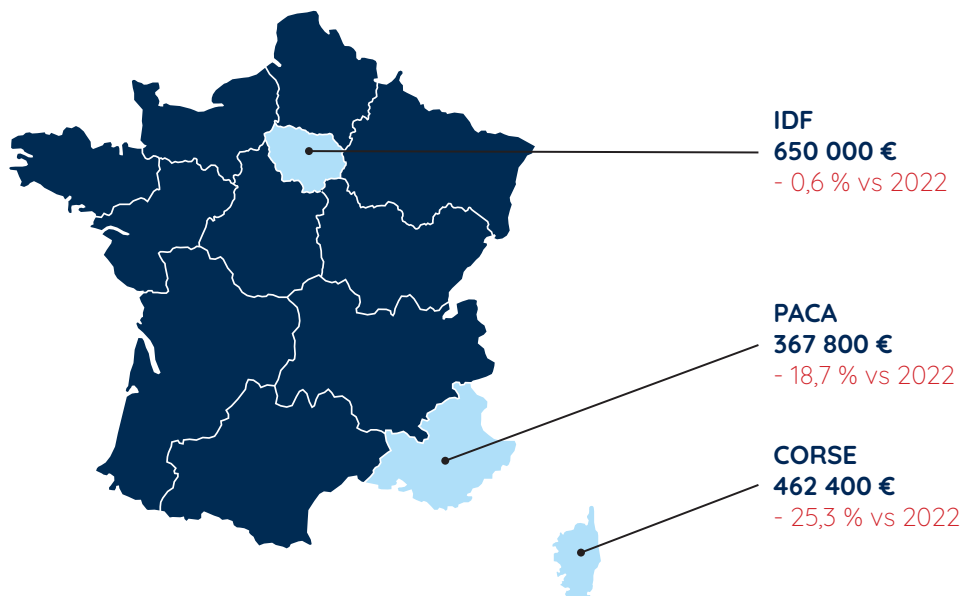 IDF
650 000 €
- 0,6 % vs 2022
PACA
367 800 €
- 18,7 % vs 2022
CORSE
462 400 €
- 25,3 % vs 2022